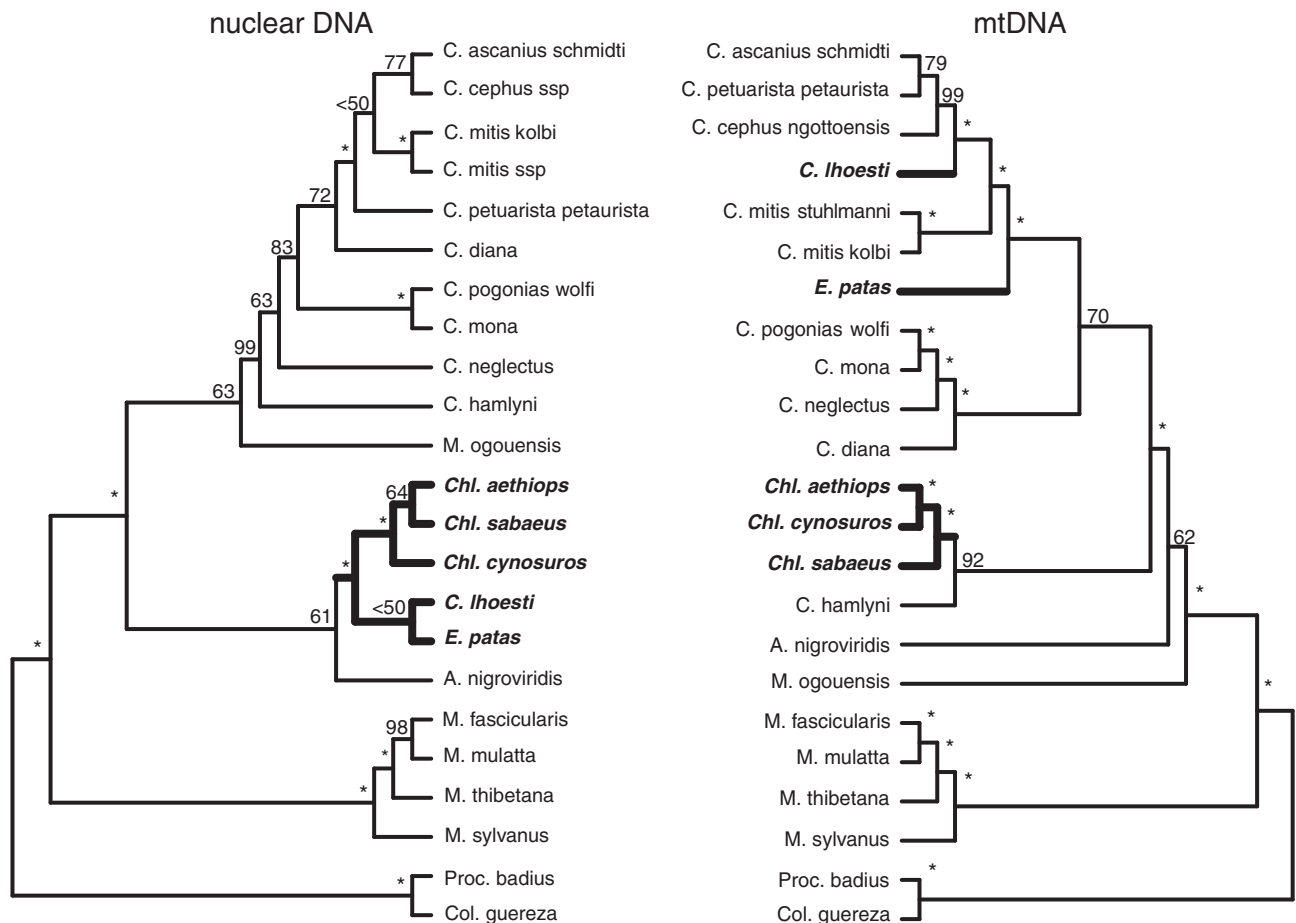 nuclear DNA
C. ascanius schmidti
77
C. cephus ssp
<50
C. mitis kolbi
*
C. mitis ssp
*
72
C. petuarista petaurista
83
C. diana
C. pogonias wolfi
*
63
C. mona
99
C. neglectus
63
C. hamlyni
M. ogouensis
Chl. aethiops
64
*
Chl. sabaeus
*
Chl. cynosuros
*
C. lhoesti
<50
61
E. patas
*
A. nigroviridis
M. fascicularis
98
M. mulatta
*
*
M. thibetana
M. sylvanus
Proc. badius
*
Col. guereza
mtDNA
C. ascanius schmidti
79
C. petuarista petaurista
99
C. cephus ngottoensis
*
C. lhoesti
*
C. mitis stuhlmanni
*
*
C. mitis kolbi
E. patas
70
C. pogonias wolfi
*
C. mona
*
C. neglectus
*
C. diana
*
Chl. aethiops
*
Chl. cynosuros
*
62
Chl. sabaeus
92
C. hamlyni
*
A. nigroviridis
M. ogouensis
*
M. fascicularis
*
M. mulatta
*
M. thibetana
*
M. sylvanus
Proc. badius
*
Col. guereza